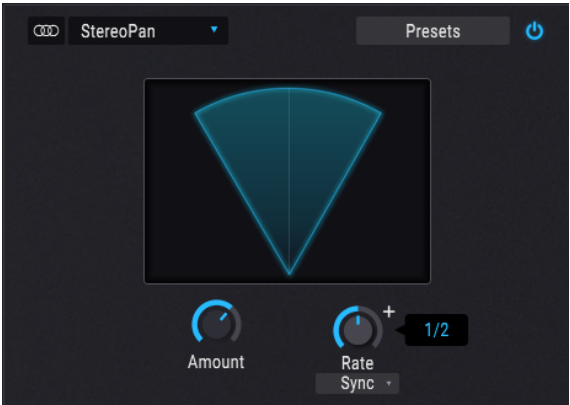 StereoPan
Presets
1/2
Amount
Rate
Sync